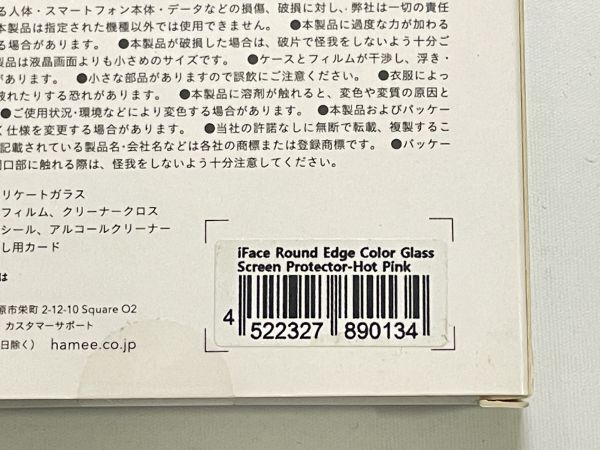 る人体・スマートフォン本体・データなどの損傷、破損に対し、弊社は一切の責任
本製品は指定された機種以外では使用できません。 ●本製品に過度な力が加わる
る場合があります。 ●本製品が破損した場合は、破片で怪我をしないよう十分ご
製品は液晶画面よりも小さめのサイズです。 ●ケースとフィルムが干渉し、浮き・
があります。 ●小さな部品がありますので誤飲にご注意ください。 ●衣服によっ
破れたりする恐れがあります。 ●本製品に溶剤が触れると、変色や変質の原因と
●ご使用状況・環境などにより変色する場合があります。 ●本製品およびパッケー
く仕様を変更する場合があります。 ●当社の許諾なしに無断で転載、複製するこ
記載されている製品名・会社名などは各社の商標または登録商標です。 ●パッケー
口部に触れる際は、怪我をしないよう十分注意してください。
リケートガラス
フィルム、クリーナークロス
シール、アルコールクリーナー
し用カード
は
原市栄町 2-12-10 Square O2
カスタマーサポート
日除く) hamee.co.jp
iFace Round Edge Color Glass
Screen Protector-Hot Pink
4 522327 890134